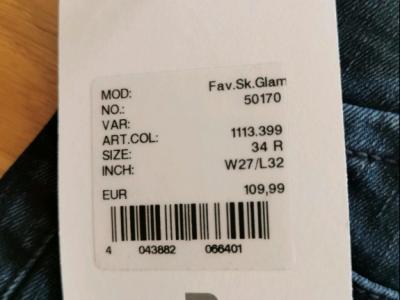 MOD: Fav.Sk.Glam
NO.: 50170
VAR:
ART.COL: 1113.399
SIZE: 34 R
INCH: W27/L32
EUR 109,99
4 043882 066401